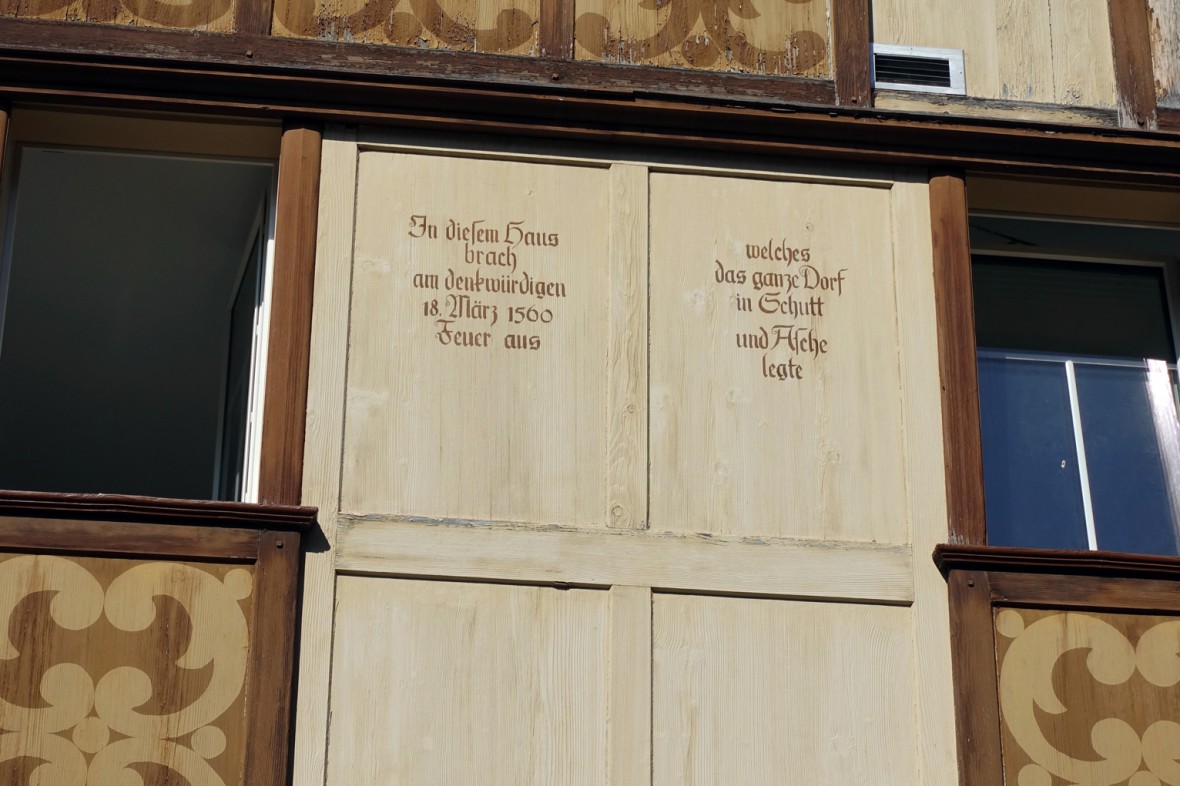 In diesem Haus
brach
am denkwürdigen
18. März 1560
Feuer aus
welches
das ganze Dorf
in Schutt
und Asche
legte